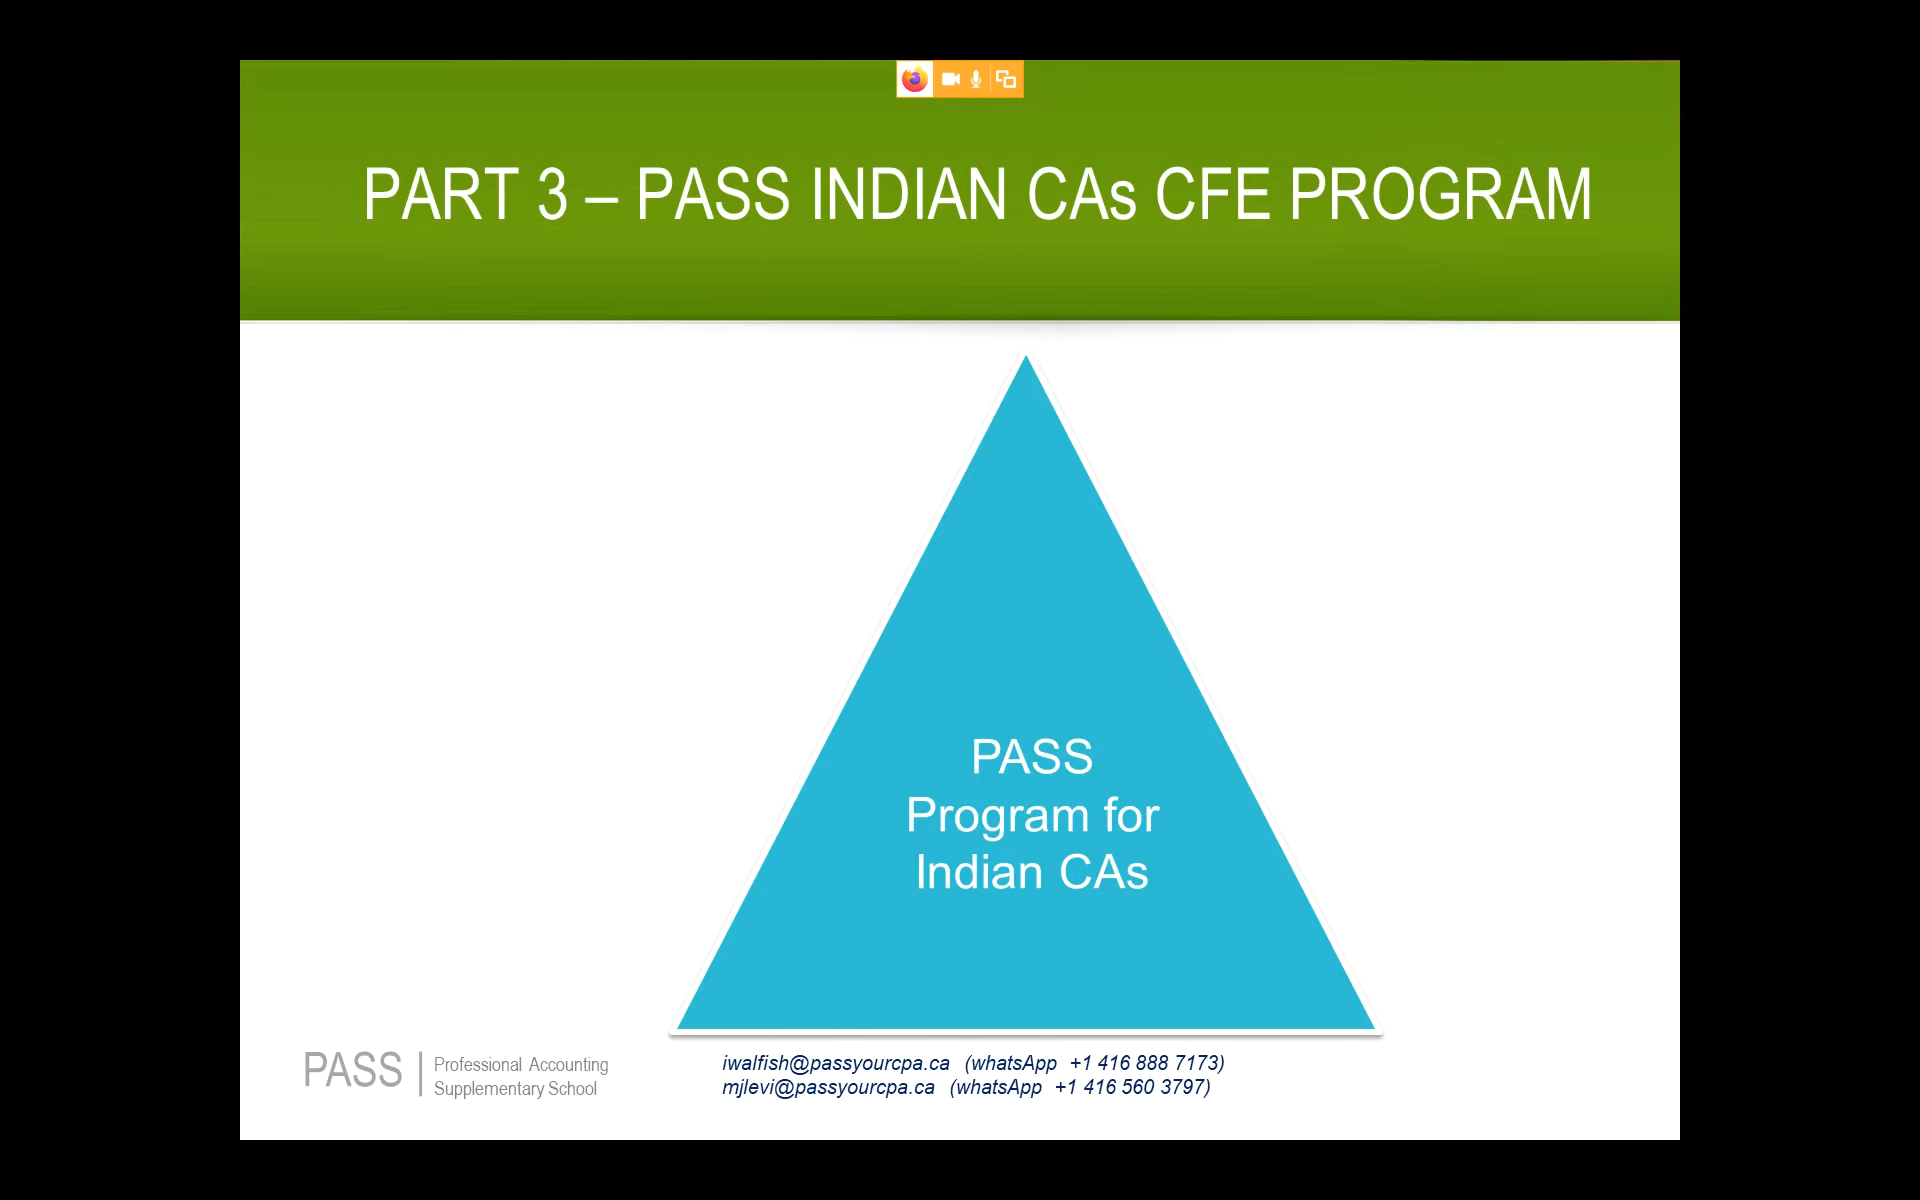 PART 3 – PASS INDIAN CAs CFE PROGRAM
PASS
Program for
Indian CAs
PASS
Professional Accounting
Supplementary School
iwalfish@passyourcpa.ca (whatsApp +1 416 888 7173)
mjlevi@passyourcpa.ca (whatsApp +1 416 560 3797)